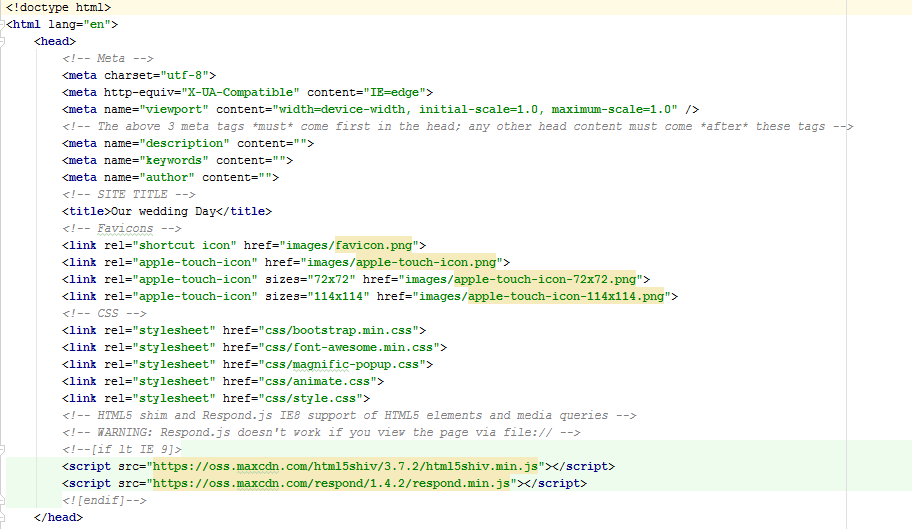 <!doctype html>
<html lang="en">
<head>
<!-- Meta -->
<meta charset="utf-8">
<meta http-equiv="X-UA-Compatible" content="IE=edge">
<meta name="viewport" content="width=device-width, initial-scale=1.0, maximum-scale=1.0" />
<!-- The above 3 meta tags *must* come first in the head; any other head content must come *after* these tags -->
<meta name="description" content="">
<meta name="keywords" content="">
<meta name="author" content="">
<!-- SITE TITLE -->
<title>Our wedding Day</title>
<!-- Favicons -->
<link rel="shortcut icon" href="images/favicon.png">
<link rel="apple-touch-icon" href="images/apple-touch-icon.png">
<link rel="apple-touch-icon" sizes="72x72" href="images/apple-touch-icon-72x72.png">
<link rel="apple-touch-icon" sizes="114x114" href="images/apple-touch-icon-114x114.png">
<!-- CSS -->
<link rel="stylesheet" href="css/bootstrap.min.css">
<link rel="stylesheet" href="css/font-awesome.min.css">
<link rel="stylesheet" href="css/magnific-popup.css">
<link rel="stylesheet" href="css/animate.css">
<link rel="stylesheet" href="css/style.css">
<!-- HTML5 shim and Respond.js IE8 support of HTML5 elements and media queries -->
<!-- WARNING: Respond.js doesn't work if you view the page via file:// -->
<!--[if lt IE 9]>
<script src="https://oss.maxcdn.com/html5shiv/3.7.2/html5shiv.min.js"></script>
<script src="https://oss.maxcdn.com/respond/1.4.2/respond.min.js"></script>
<![endif]-->
</head>